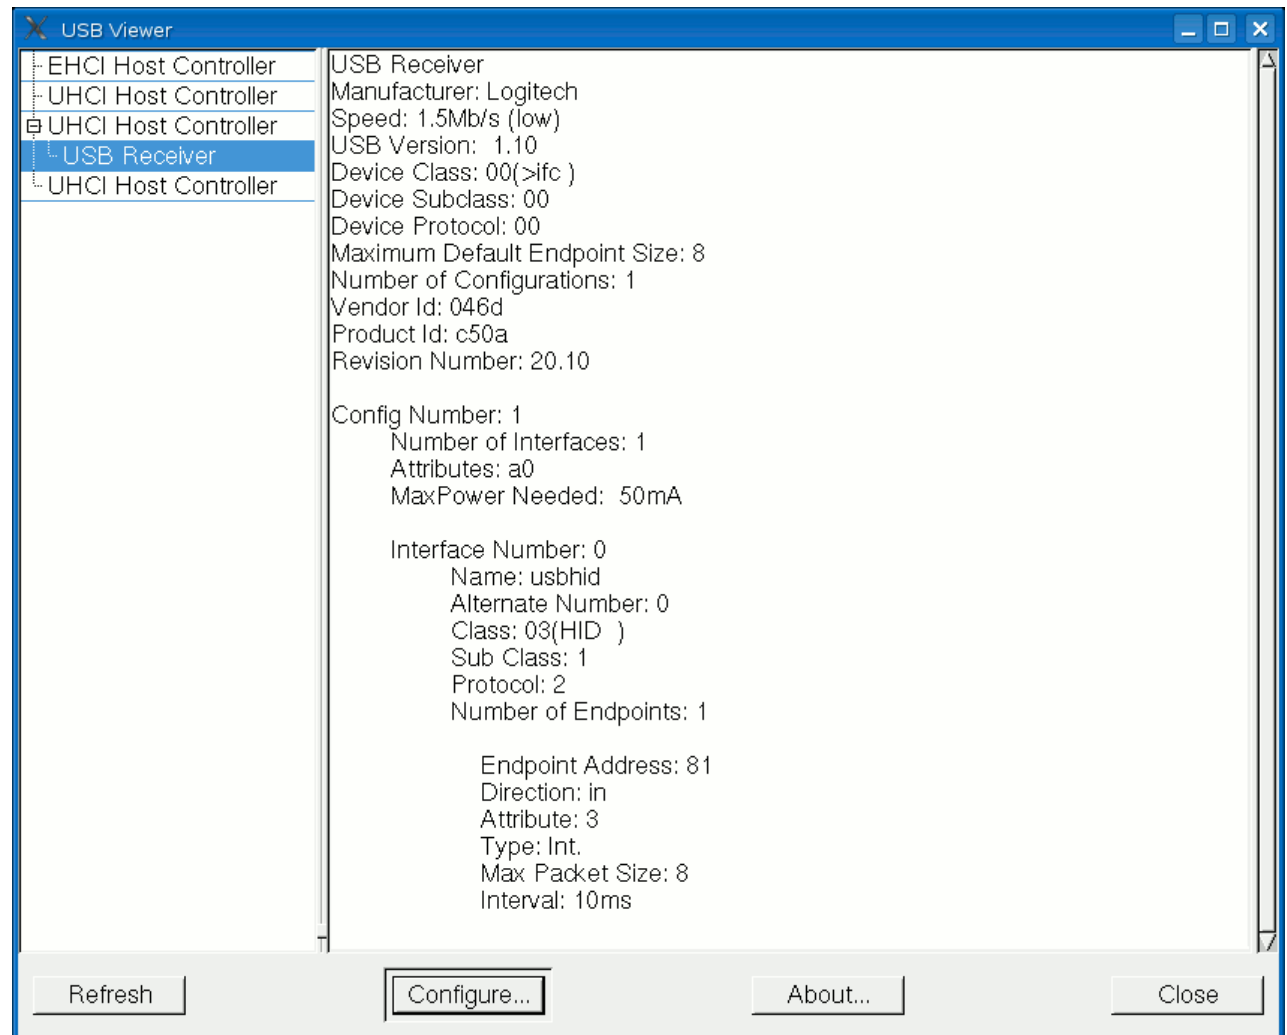 USB Viewer
EHCI Host Controller
UHCI Host Controller
UHCI Host Controller
USB Receiver
UHCI Host Controller
USB Receiver
Manufacturer: Logitech
Speed: 1.5Mb/s (low)
USB Version:  1.10
Device Class: 00(>ifc )
Device Subclass: 00
Device Protocol: 00
Maximum Default Endpoint Size: 8
Number of Configurations: 1
Vendor Id: 046d
Product Id: c50a
Revision Number: 20.10
Config Number: 1
Number of Interfaces: 1
Attributes: a0
MaxPower Needed:  50mA
Interface Number: 0
Name: usbhid
Alternate Number: 0
Class: 03(HID  )
Sub Class: 1
Protocol: 2
Number of Endpoints: 1
Endpoint Address: 81
Direction: in
Attribute: 3
Type: Int.
Max Packet Size: 8
Interval: 10ms
Refresh
Configure...
About...
Close